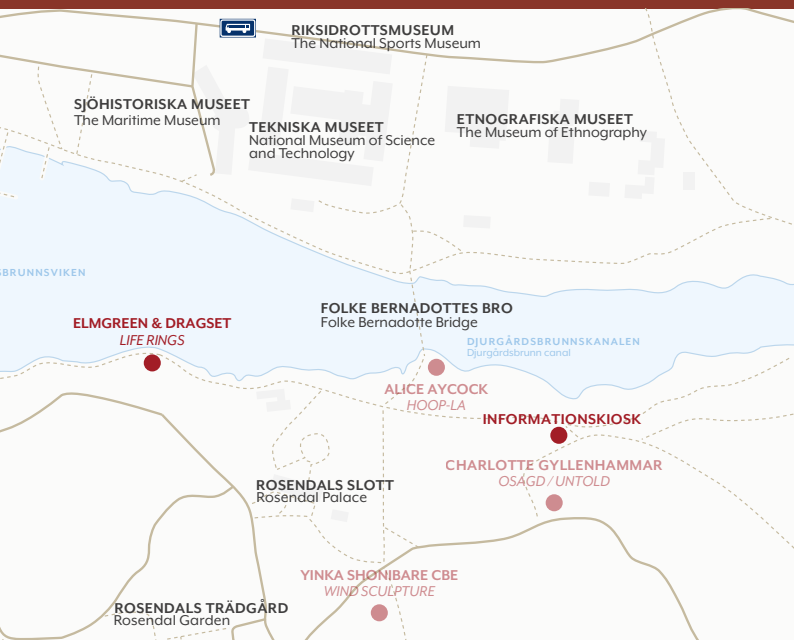 RIKSIDROTTSMUSEUM
The National Sports Museum
SJÖHISTORISKA MUSEET
The Maritime Museum
TEKNISKA MUSEET
National Museum of Science
and Technology
ETNOGRAFISKA MUSEET
The Museum of Ethnography
GBRUNNSVIKEN
ELMGREEN & DRAGSET
LIFE RINGS
FOLKE BERNADOTTES BRO
Folke Bernadotte Bridge
DJURGÅRDSBRUNNSKANALEN
Djurgårdsbrunn canal
ALICE AYCOCK
HOOP-LA
INFORMATIONSKIOSK
CHARLOTTE GYLLENHAMMAR
OSAGD / UNTOLD
ROSENDALS SLOTT
Rosendal Palace
YINKA SHONIBARE CBE
WIND SCULPTURE
ROSENDALS TRÄDGÅRD
Rosendal Garden